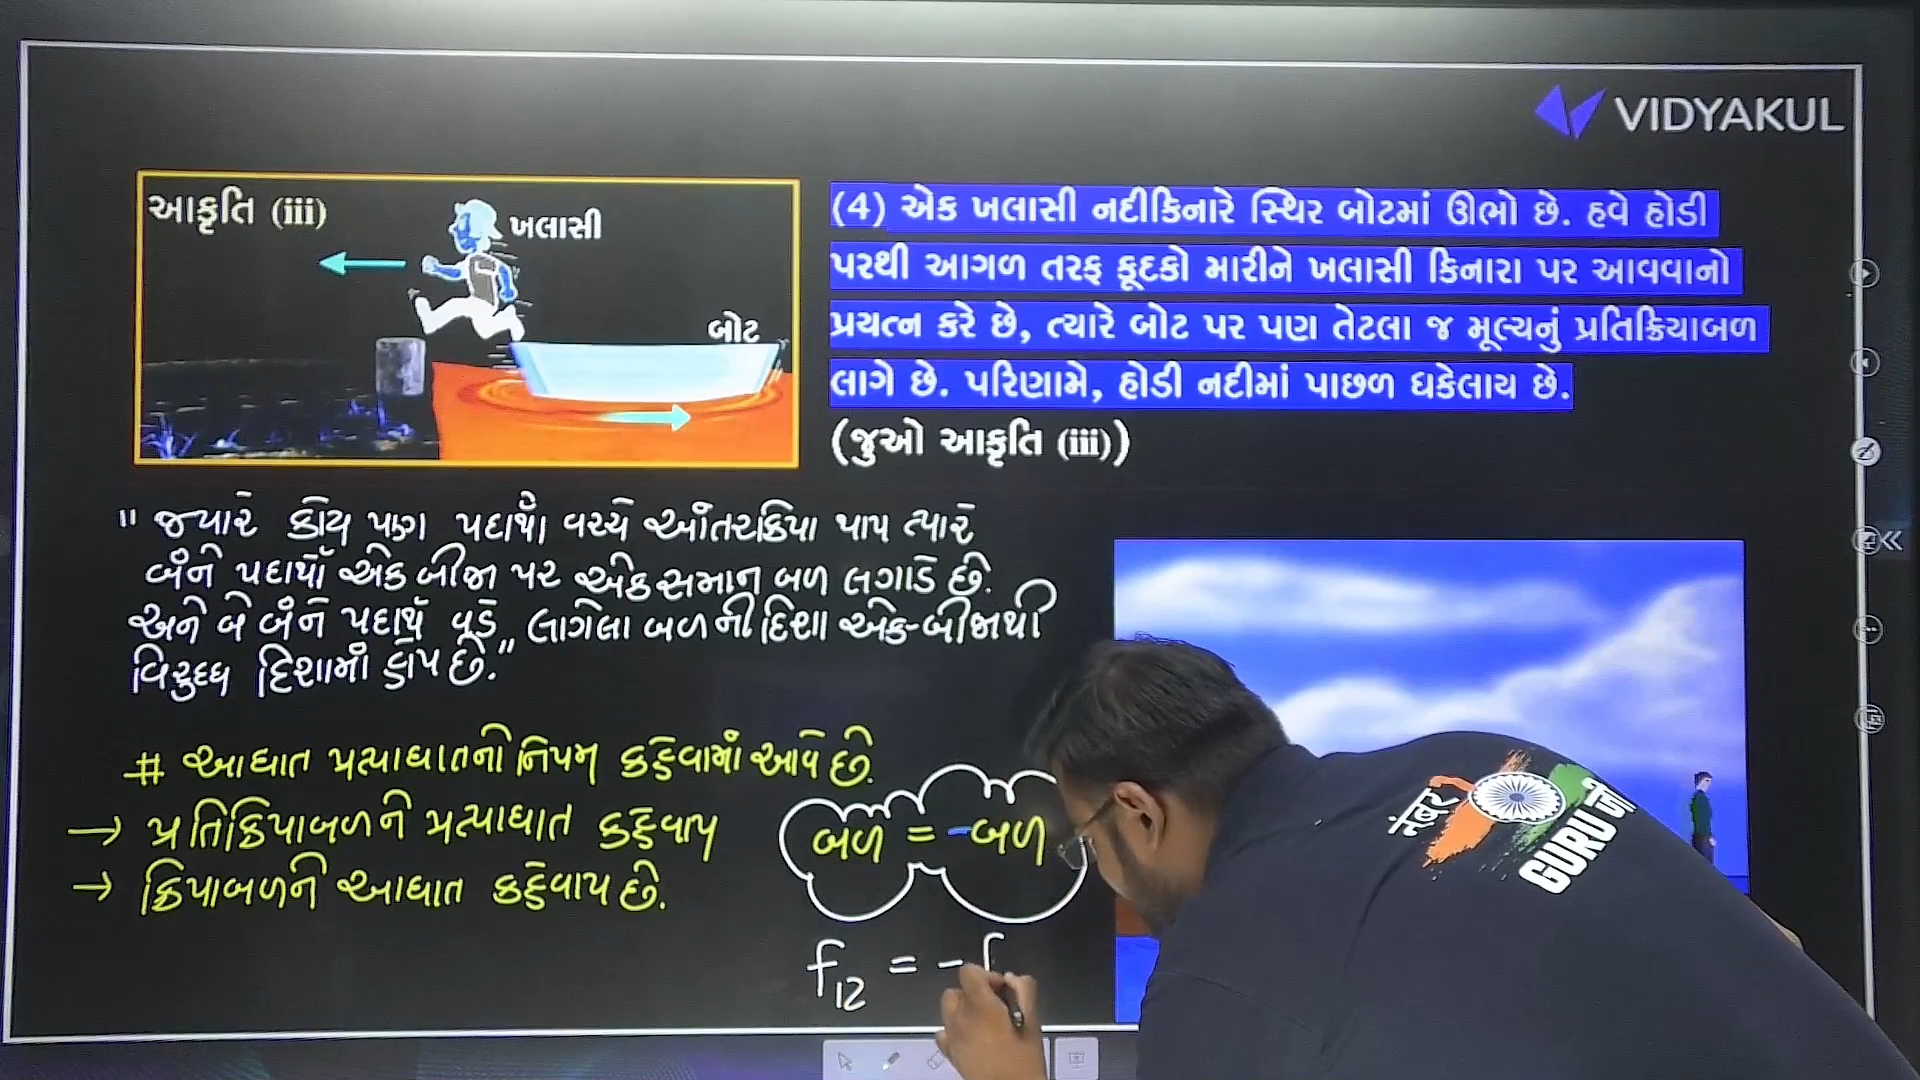 VIDYAKUL
આકૃતિ (iii)
ખલાસી
બોટ
(4) એક ખલાસી નદીકિનારે સ્થિર બોટમાં ઊભો છે. હવે હોડી
પરથી આગળ તરફ કૂદકો મારીને ખલાસી કિનારા પર આવવાનો
પ્રયત્ન કરે છે, ત્યારે બોટ પર પણ તેટલા જ મૂલ્યનું પ્રતિક્રિયાબળ
લાગે છે. પરિણામે, હોડી નદીમાં પાછળ ધકેલાય છે.
(જુઓ આકૃતિ (iii))
" જ્યારે કોય પણ પદાર્થો વચ્ચે આંતરક્રિયા થાય ત્યારે
બંને પદાર્થો એક બીજા પર એકસમાન બળ લગાડે છે.
અને બે બંને પદાર્થ વડે લાગેલા બળની દિશા એક-બીજાથી
વિરુધ્ધ દિશામાં હોય છે."
# આઘાત પ્રત્યાઘાતનો નિયમ કહેવામાં આવે છે.
→ પ્રતિક્રિયાબળને પ્રત્યાઘાત કહેવાય
→ ક્રિયાબળને આઘાત કહેવાય છે.
બળ = -બળ
f12 = - f
નંબર
GURU જી